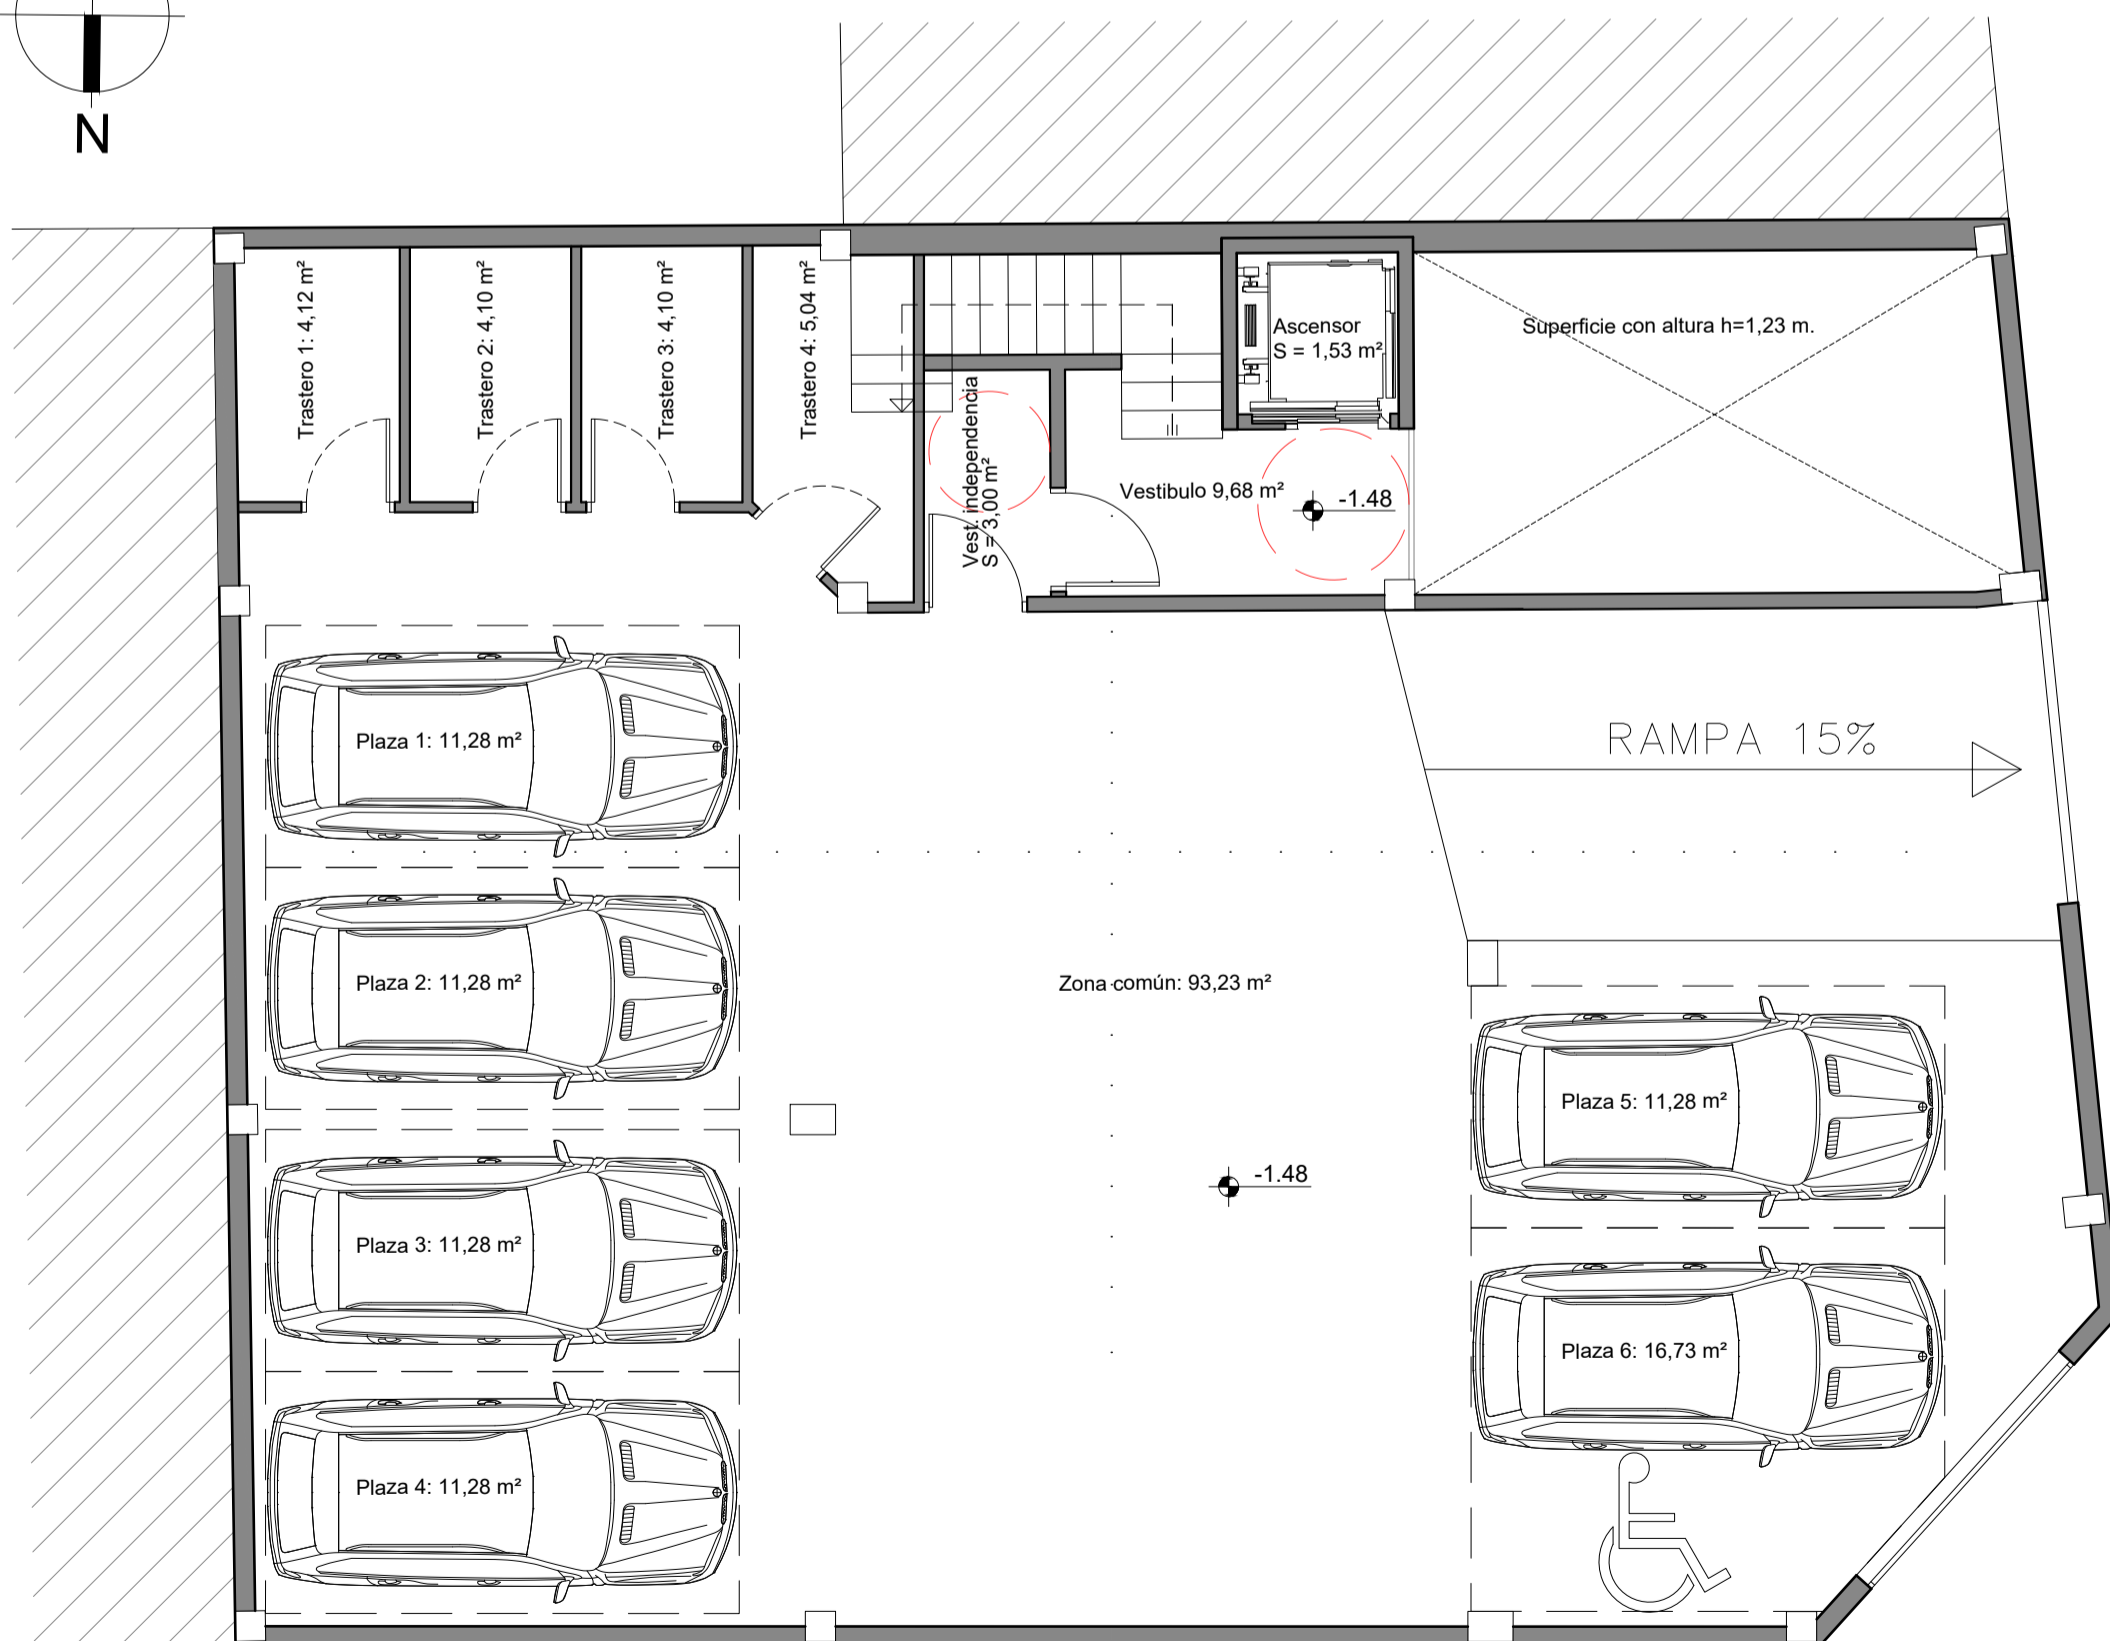 N
Trastero 1: 4,12 m²
Trastero 2: 4,10 m²
Trastero 3: 4,10 m²
Trastero 4: 5,04 m²
Vest. independencia
S = 3,00 m²
Ascensor
S = 1,53 m²
Superficie con altura h=1,23 m.
Vestibulo 9,68 m²
-1.48
RAMPA 15%
Plaza 1: 11,28 m²
Plaza 2: 11,28 m²
Zona común: 93,23 m²
Plaza 5: 11,28 m²
-1.48
Plaza 3: 11,28 m²
Plaza 6: 16,73 m²
Plaza 4: 11,28 m²